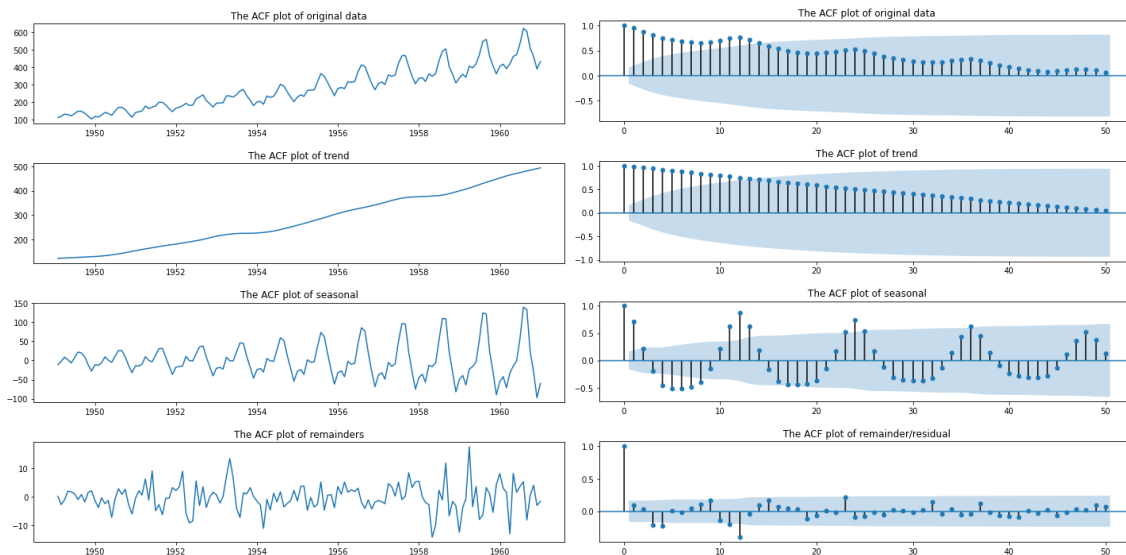 The ACF plot of original data
600
500
400
300
200
100
1950 1952 1954 1956 1958 1960
The ACF plot of original data
1.0
0.5
0.0
−0.5
0 10 20 30 40 50
The ACF plot of trend
500
400
300
200
1950 1952 1954 1956 1958 1960
The ACF plot of trend
1.0
0.5
0.0
−0.5
−1.0
0 10 20 30 40 50
The ACF plot of seasonal
150
100
50
0
−50
−100
1950 1952 1954 1956 1958 1960
The ACF plot of seasonal
1.0
0.5
0.0
−0.5
0 10 20 30 40 50
The ACF plot of remainders
10
0
−10
1950 1952 1954 1956 1958 1960
The ACF plot of remainder/residual
1.0
0.5
0.0
0 10 20 30 40 50